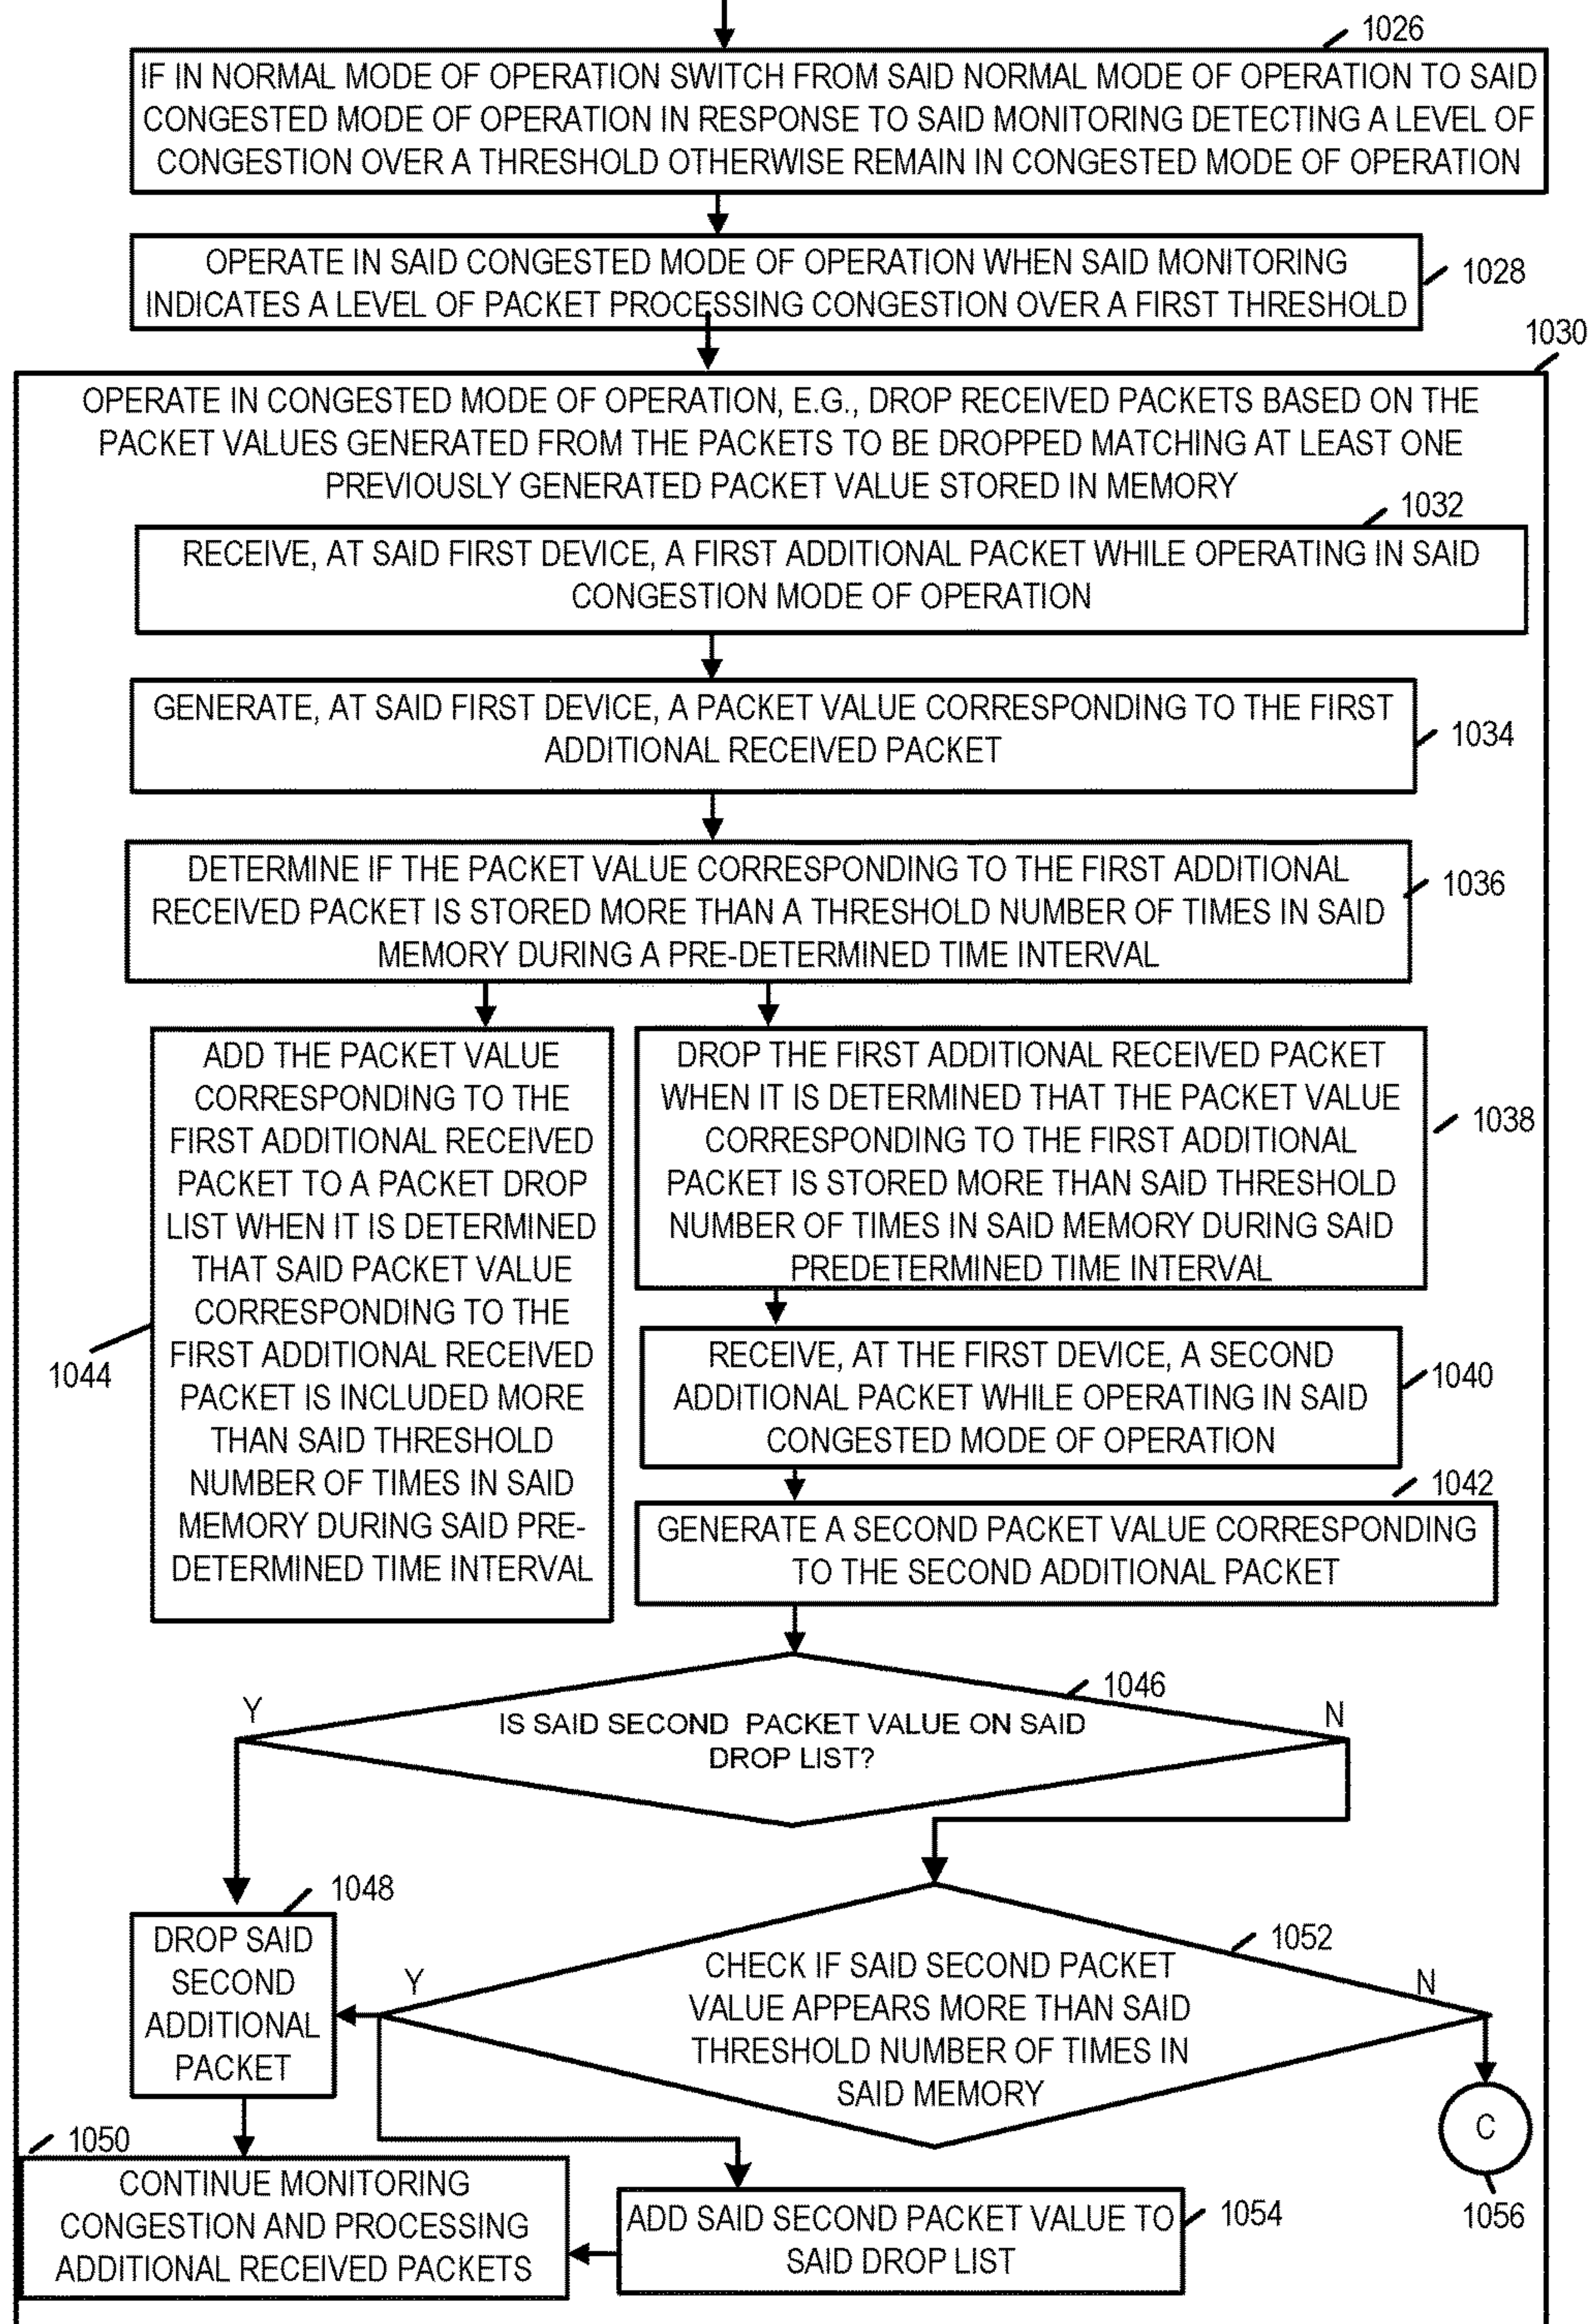 1026
IF IN NORMAL MODE OF OPERATION SWITCH FROM SAID NORMAL MODE OF OPERATION TO SAID
CONGESTED MODE OF OPERATION IN RESPONSE TO SAID MONITORING DETECTING A LEVEL OF
CONGESTION OVER A THRESHOLD OTHERWISE REMAIN IN CONGESTED MODE OF OPERATION
OPERATE IN SAID CONGESTED MODE OF OPERATION WHEN SAID MONITORING
INDICATES A LEVEL OF PACKET PROCESSING CONGESTION OVER A FIRST THRESHOLD
1028
1030
OPERATE IN CONGESTED MODE OF OPERATION, E.G., DROP RECEIVED PACKETS BASED ON THE
PACKET VALUES GENERATED FROM THE PACKETS TO BE DROPPED MATCHING AT LEAST ONE
PREVIOUSLY GENERATED PACKET VALUE STORED IN MEMORY
1032
RECEIVE, AT SAID FIRST DEVICE, A FIRST ADDITIONAL PACKET WHILE OPERATING IN SAID
CONGESTION MODE OF OPERATION
GENERATE, AT SAID FIRST DEVICE, A PACKET VALUE CORRESPONDING TO THE FIRST
ADDITIONAL RECEIVED PACKET
1034
DETERMINE IF THE PACKET VALUE CORRESPONDING TO THE FIRST ADDITIONAL
RECEIVED PACKET IS STORED MORE THAN A THRESHOLD NUMBER OF TIMES IN SAID
MEMORY DURING A PRE-DETERMINED TIME INTERVAL
1036
ADD THE PACKET VALUE
CORRESPONDING TO THE
FIRST ADDITIONAL RECEIVED
PACKET TO A PACKET DROP
LIST WHEN IT IS DETERMINED
THAT SAID PACKET VALUE
CORRESPONDING TO THE
FIRST ADDITIONAL RECEIVED
PACKET IS INCLUDED MORE
THAN SAID THRESHOLD
NUMBER OF TIMES IN SAID
MEMORY DURING SAID PRE-
DETERMINED TIME INTERVAL
1044
DROP THE FIRST ADDITIONAL RECEIVED PACKET
WHEN IT IS DETERMINED THAT THE PACKET VALUE
CORRESPONDING TO THE FIRST ADDITIONAL
PACKET IS STORED MORE THAN SAID THRESHOLD
NUMBER OF TIMES IN SAID MEMORY DURING SAID
PREDETERMINED TIME INTERVAL
1038
RECEIVE, AT THE FIRST DEVICE, A SECOND
ADDITIONAL PACKET WHILE OPERATING IN SAID
CONGESTED MODE OF OPERATION
1040
1042
GENERATE A SECOND PACKET VALUE CORRESPONDING
TO THE SECOND ADDITIONAL PACKET
1046
Y
N
IS SAID SECOND PACKET VALUE ON SAID
DROP LIST?
1048
DROP SAID
SECOND
ADDITIONAL
PACKET
1052
Y
N
CHECK IF SAID SECOND PACKET
VALUE APPEARS MORE THAN SAID
THRESHOLD NUMBER OF TIMES IN
SAID MEMORY
C
1056
1050
CONTINUE MONITORING
CONGESTION AND PROCESSING
ADDITIONAL RECEIVED PACKETS
ADD SAID SECOND PACKET VALUE TO
SAID DROP LIST
1054